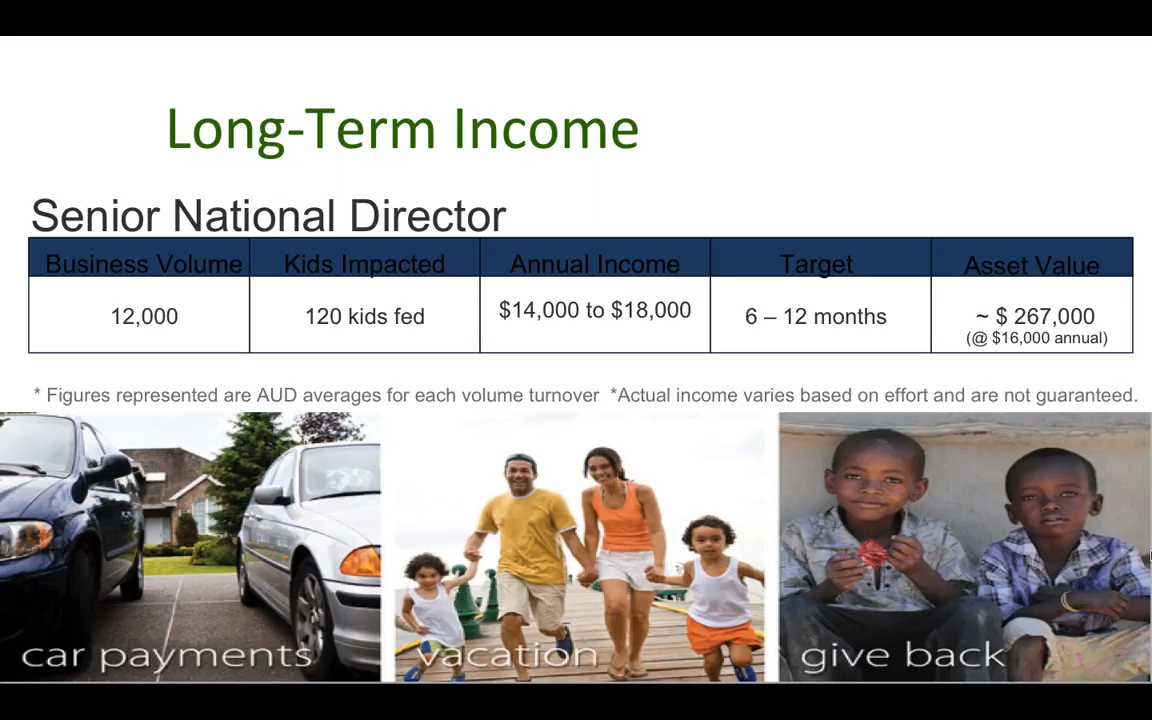 Long-Term Income
Senior National Director
Business Volume Kids Impacted Annual Income Target Asset Value
12,000 120 kids fed $14,000 to $18,000 6 – 12 months ~ $ 267,000
(@ $16,000 annual)
* Figures represented are AUD averages for each volume turnover *Actual income varies based on effort and are not guaranteed.
car payments vacation give back